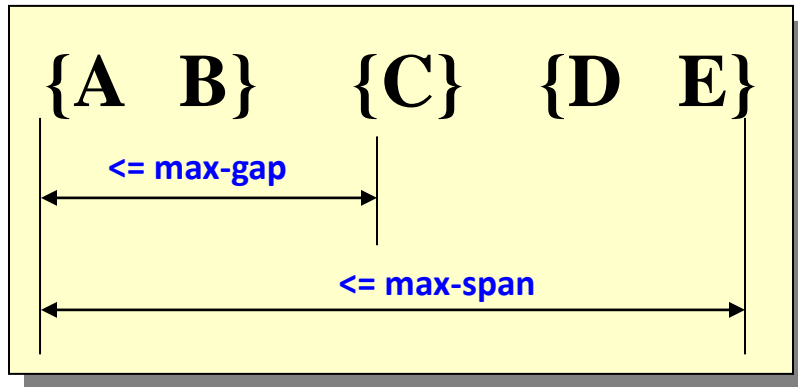 {A B} {C} {D E}
<= max-gap
<= max-span